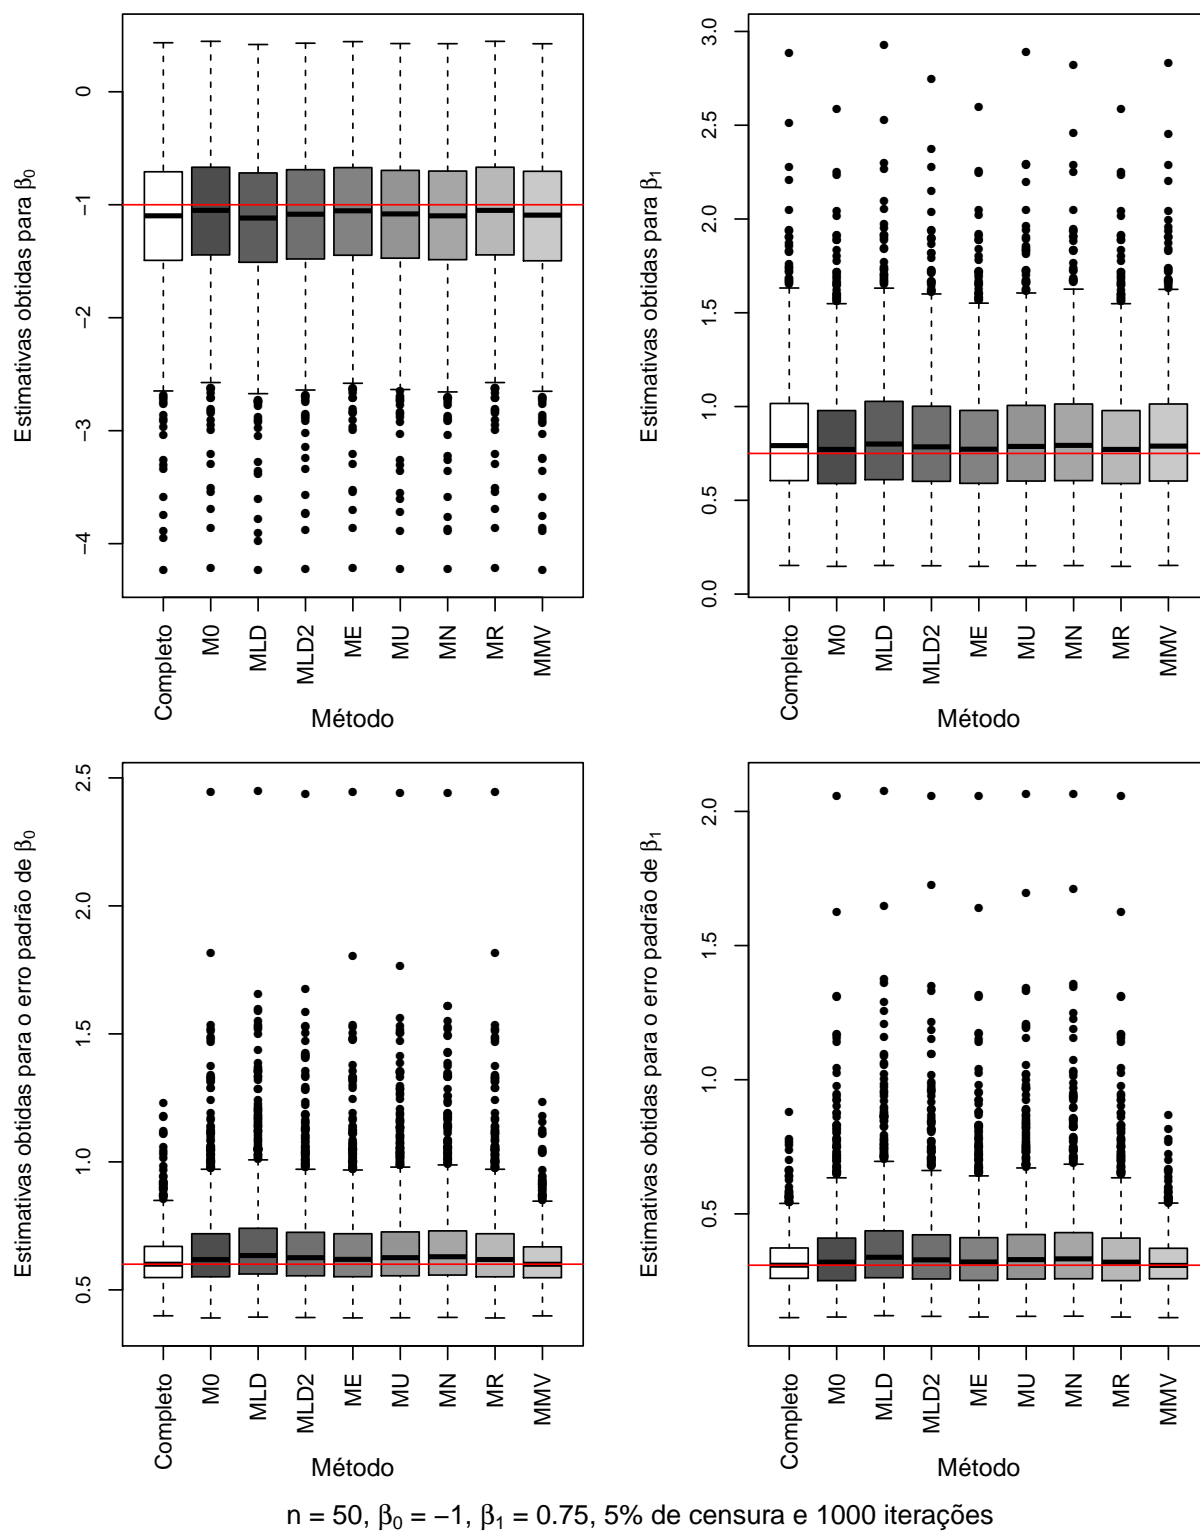 Estimativas obtidas para β₀
0
−1
−2
−3
−4
Completo
M0
MLD
MLD2
ME
MU
MN
MR
MMV
Método
Estimativas obtidas para β₁
3.0
2.5
2.0
1.5
1.0
0.5
0.0
Completo
M0
MLD
MLD2
ME
MU
MN
MR
MMV
Método
Estimativas obtidas para o erro padrão de β₀
2.5
2.0
1.5
1.0
0.5
Completo
M0
MLD
MLD2
ME
MU
MN
MR
MMV
Método
Estimativas obtidas para o erro padrão de β₁
2.0
1.5
1.0
0.5
Completo
M0
MLD
MLD2
ME
MU
MN
MR
MMV
Método
n = 50, β₀ = −1, β₁ = 0.75, 5% de censura e 1000 iterações